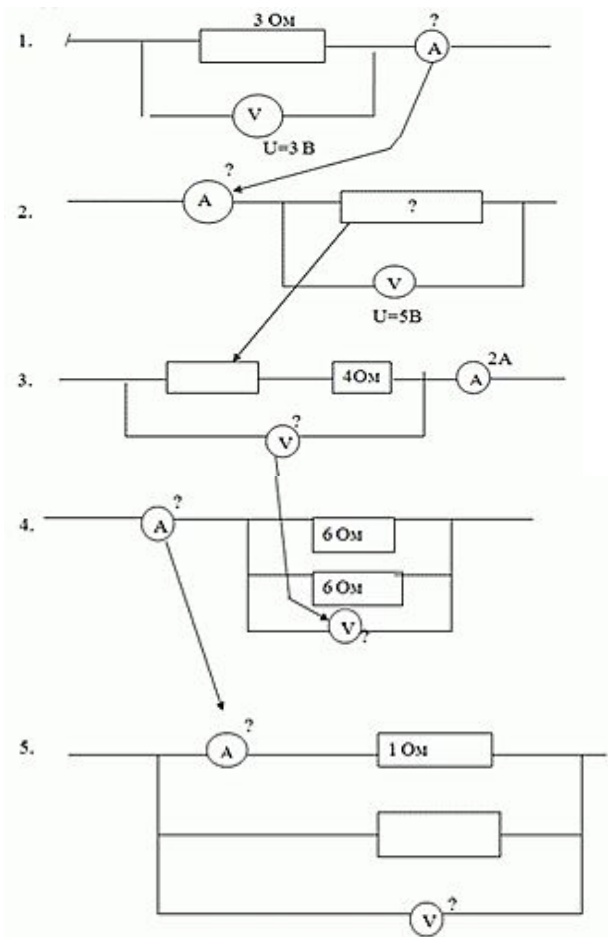 3 Ом ?
1. A
V
U=3 В
?
2. A ?
V
U=5В
3. 4Ом A 2А
V ?
4. A ? 6 Ом
6 Ом
V ?
5. A ? 1 Ом
V ?